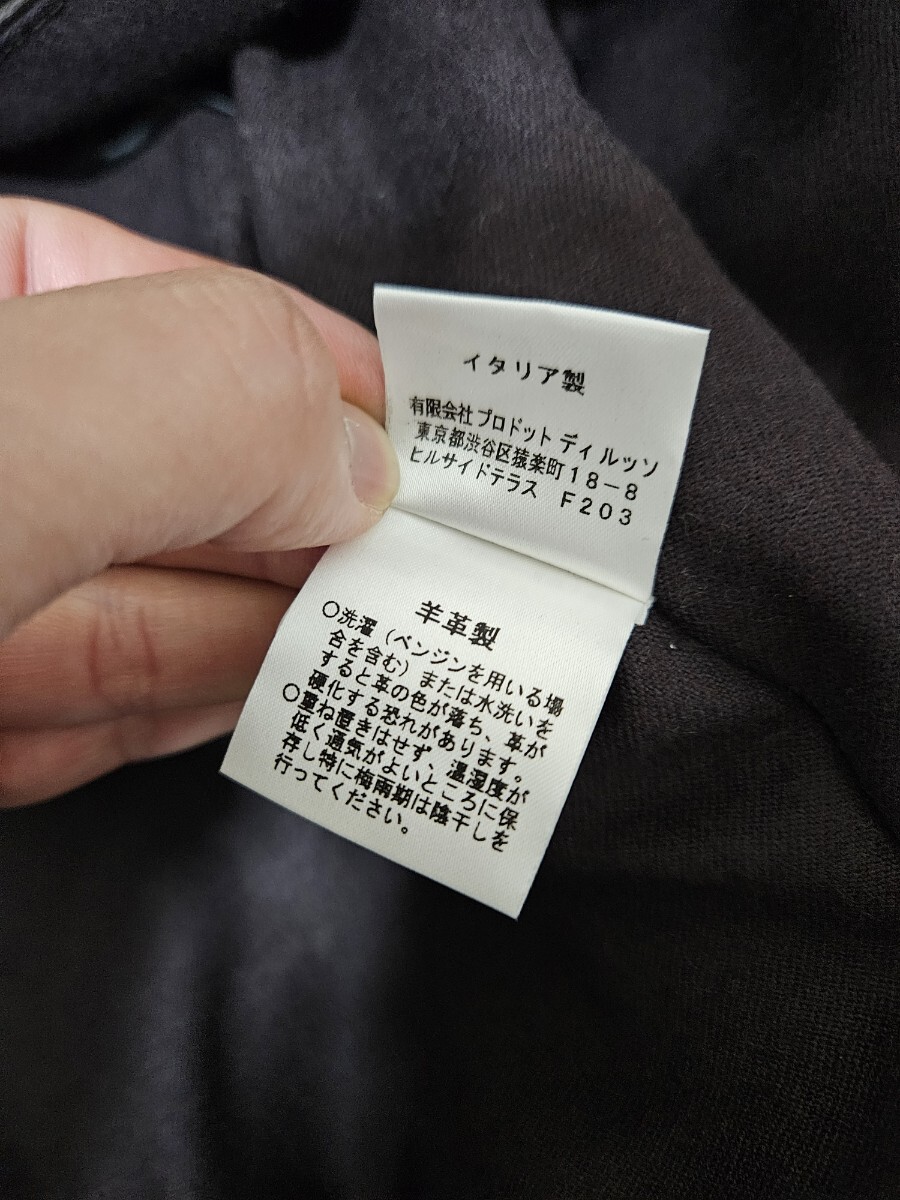 イタリア製
有限会社プロドット ディルッソ
東京都渋谷区猿楽町18-8
ヒルサイドテラス F203
羊革製
○洗濯(ベンジンを用いる場
合を含む)または水洗いを
すると革の色が落ち、革が
硬化する恐れがあります。
○重ね置きはせず、温湿度が
低く通気がよいところに保
存し特に梅雨期は陰干しを
行ってください。